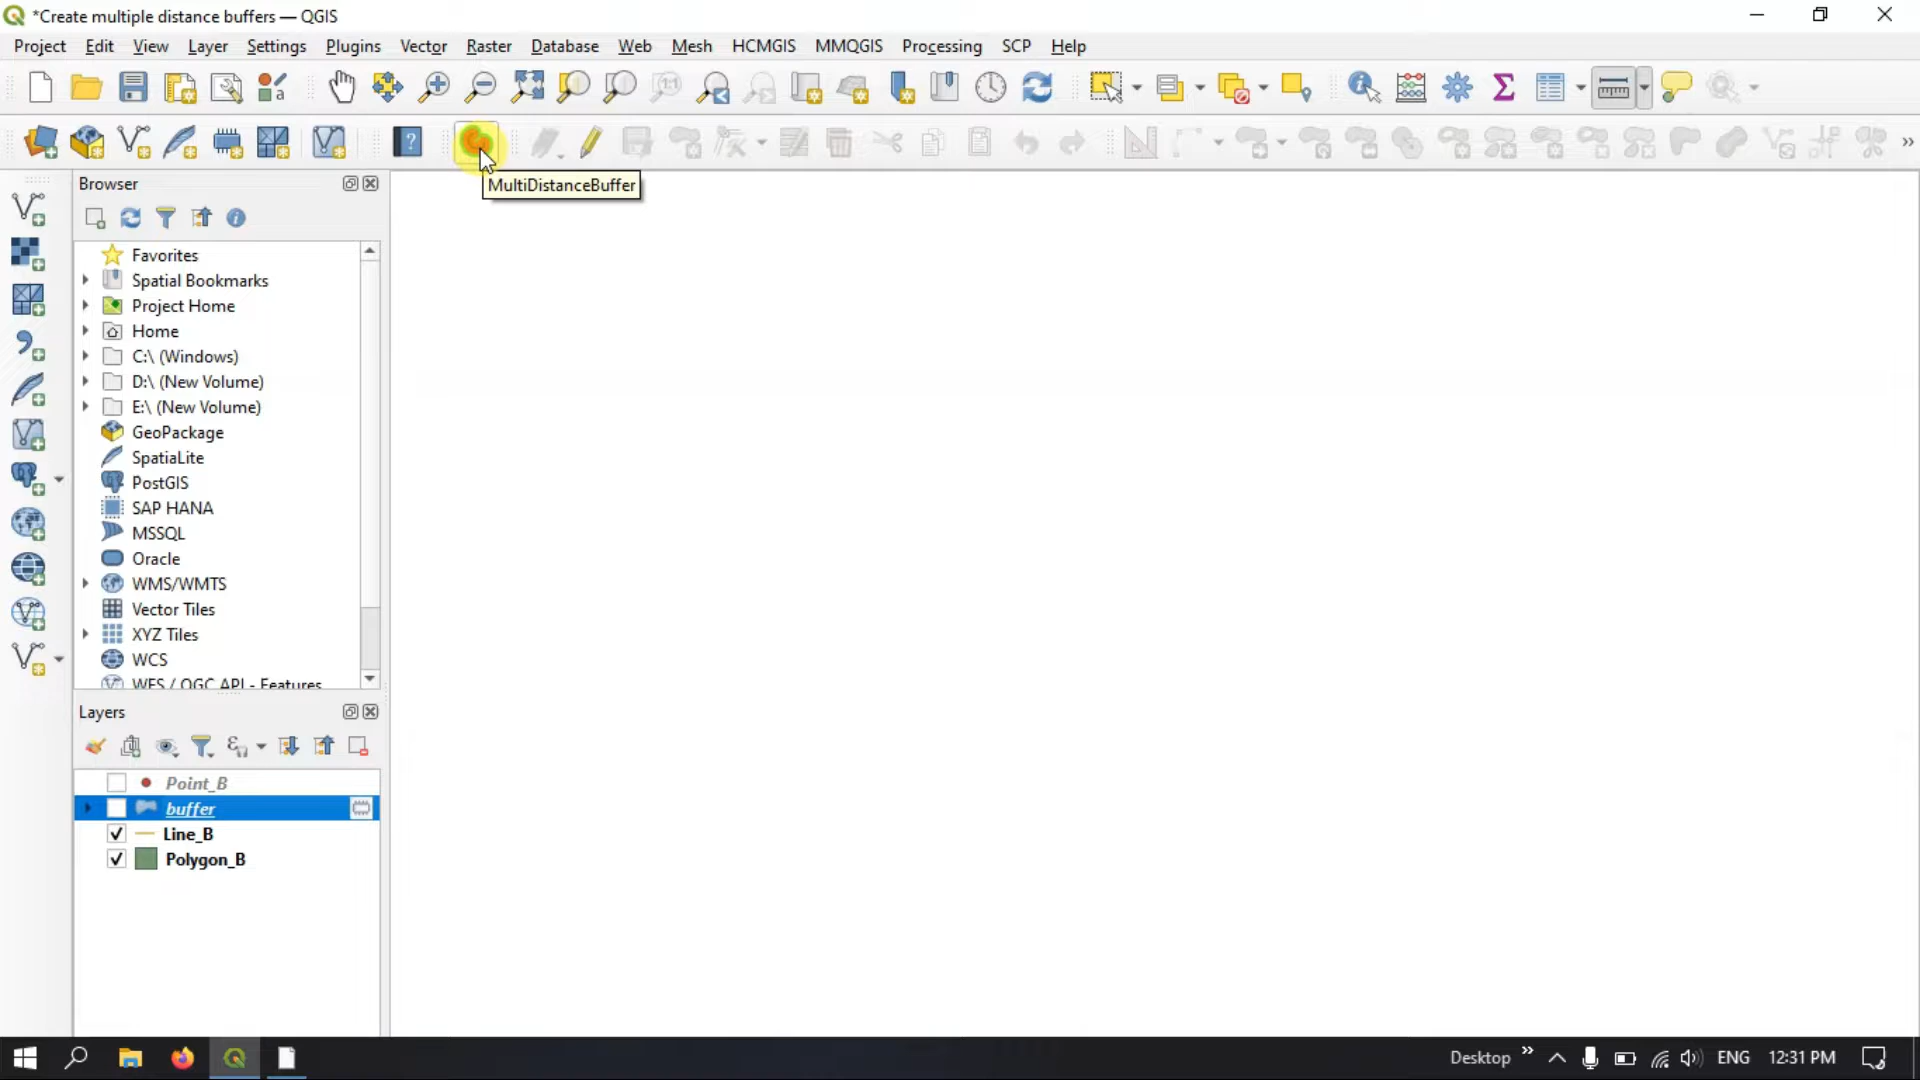 *Create multiple distance buffers — QGIS
Project Edit View Layer Settings Plugins Vector Raster Database Web Mesh HCMGIS MMQGIS Processing SCP Help
MultiDistanceBuffer
Browser
Favorites
Spatial Bookmarks
Project Home
Home
C:\ (Windows)
D:\ (New Volume)
E:\ (New Volume)
GeoPackage
SpatiaLite
PostGIS
SAP HANA
MSSQL
Oracle
WMS/WMTS
Vector Tiles
XYZ Tiles
WCS
WFS / OGC API - Features
Layers
Point_B
buffer
Line_B
Polygon_B
Desktop » ENG 12:31 PM